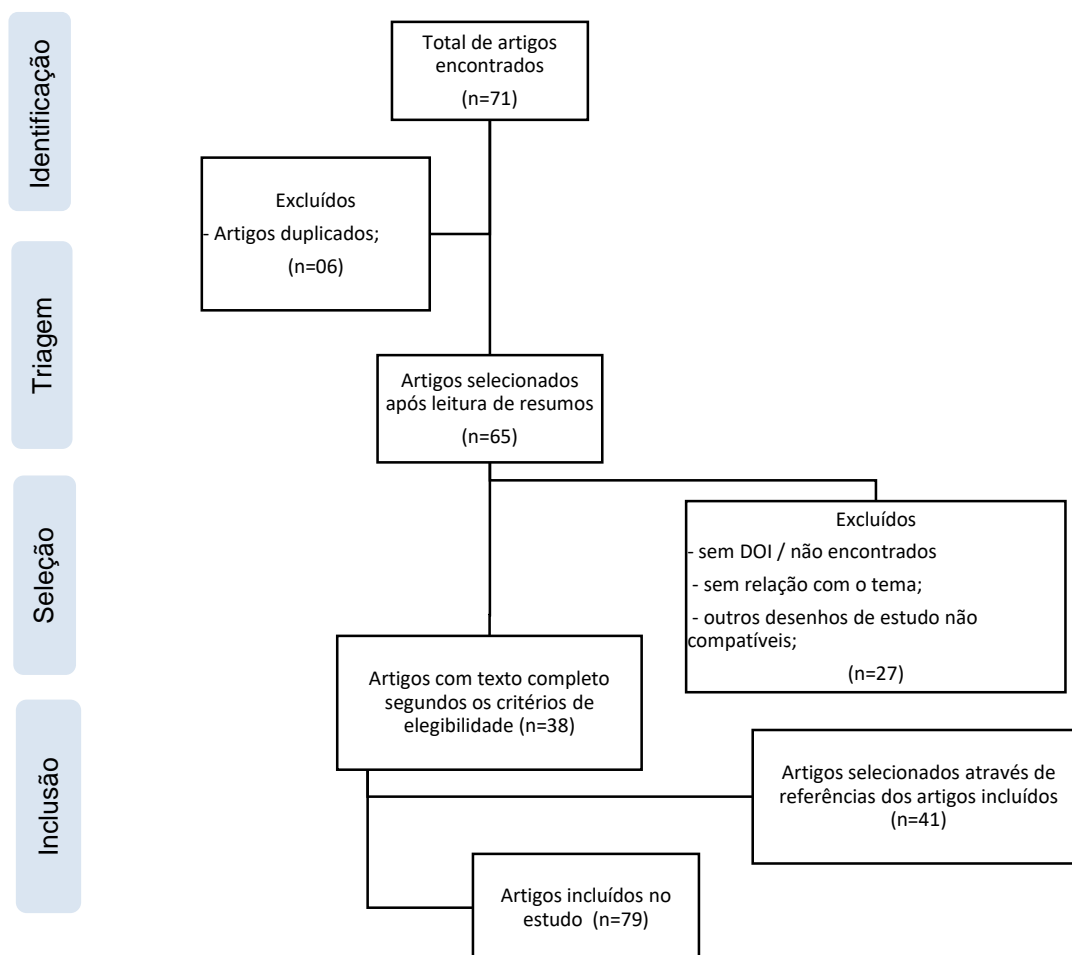 Identificação
Total de artigos
encontrados
(n=71)
Excluídos
- Artigos duplicados;
(n=06)
Triagem
Artigos selecionados
após leitura de resumos
(n=65)
Seleção
Excluídos
- sem DOI / não encontrados
- sem relação com o tema;
- outros desenhos de estudo não
compatíveis;
(n=27)
Artigos com texto completo
segundos os critérios de
elegibilidade (n=38)
Inclusão
Artigos selecionados através de
referências dos artigos incluídos
(n=41)
Artigos incluídos no
estudo (n=79)